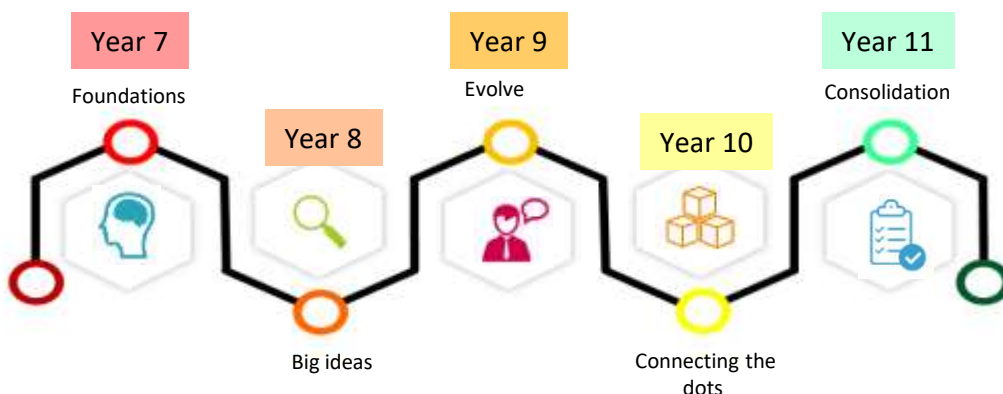 Year 7
Foundations
Year 8
Big ideas
Year 9
Evolve
Year 10
Connecting the
dots
Year 11
Consolidation